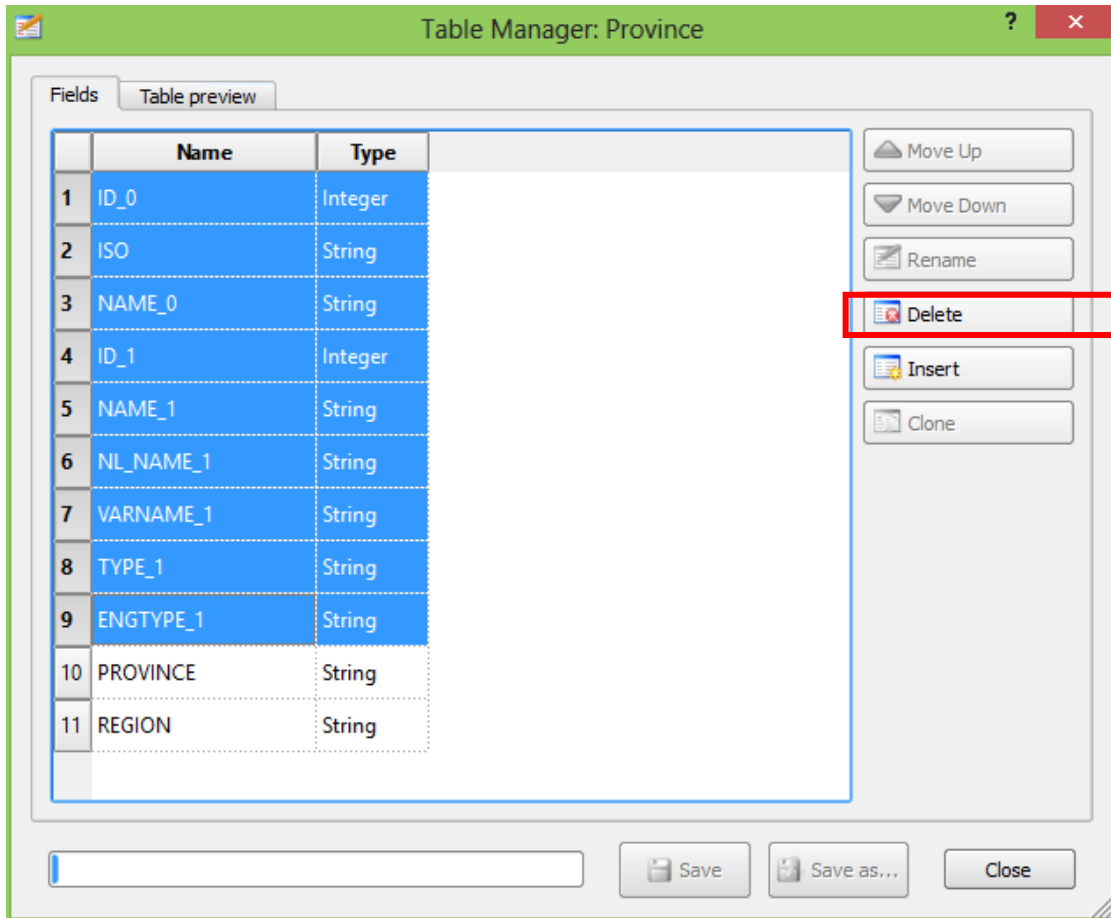 Table Manager: Province
?
×
Fields Table preview
Name Type
1 ID_0 Integer
2 ISO String
3 NAME_0 String
4 ID_1 Integer
5 NAME_1 String
6 NL_NAME_1 String
7 VARNAME_1 String
8 TYPE_1 String
9 ENGTYPE_1 String
10 PROVINCE String
11 REGION String
Move Up
Move Down
Rename
Delete
Insert
Clone
Save Save as... Close